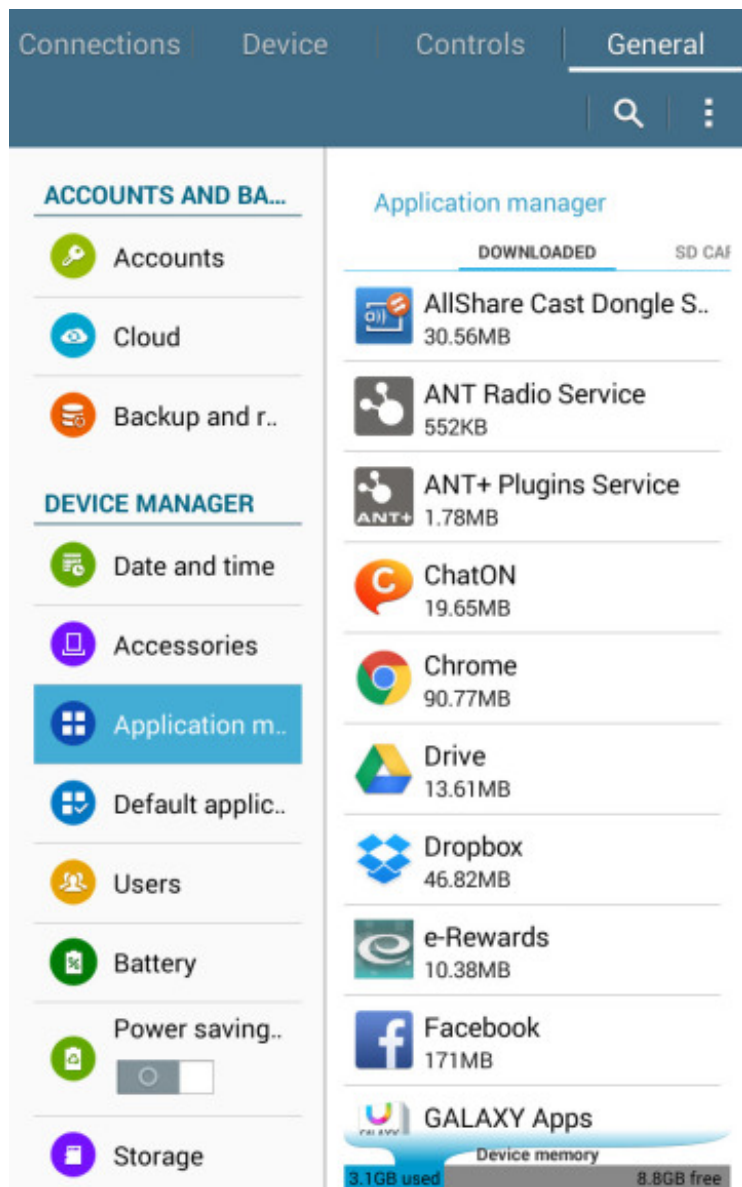 Connections
Device
Controls
General
ACCOUNTS AND BA...
Accounts
Cloud
Backup and r..
DEVICE MANAGER
Date and time
Accessories
Application m..
Default applic..
Users
Battery
Power saving..
Storage
Application manager
DOWNLOADED
SD CAR
AllShare Cast Dongle S..
30.56MB
ANT Radio Service
552KB
ANT+
ANT+ Plugins Service
1.78MB
C
ChatON
19.65MB
Chrome
90.77MB
Drive
13.61MB
Dropbox
46.82MB
e
e-Rewards
10.38MB
f
Facebook
171MB
GALAXY Apps
Device memory
3.1GB used
8.8GB free